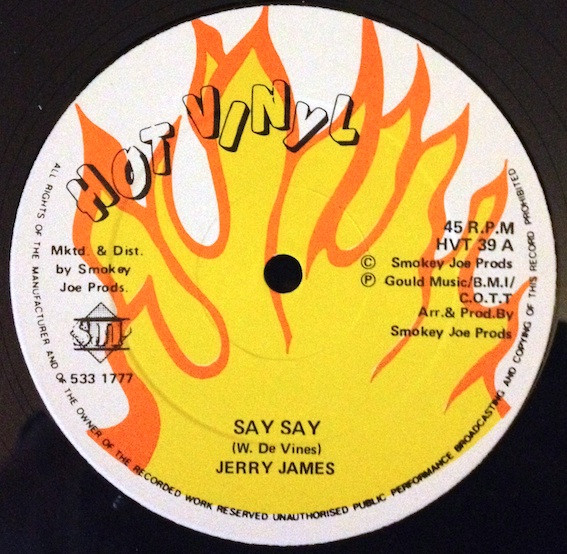 HOT VINYL
Mktd. & Dist.
by Smokey
Joe Prods.
SJP
533 1777
45 R.P.M
HVT 39 A
© Smokey Joe Prods
Ⓟ Gould Music/B.M.I/
C.O.T.T
Arr.& Prod.By
Smokey Joe Prods
SAY SAY
(W. De Vines)
JERRY JAMES
ALL RIGHTS OF THE MANUFACTURER AND OF THE OWNER OF THE RECORDED WORK RESERVED UNAUTHORISED PUBLIC PERFORMANCE BROADCASTING AND COPYING OF THIS RECORD PROHIBITED